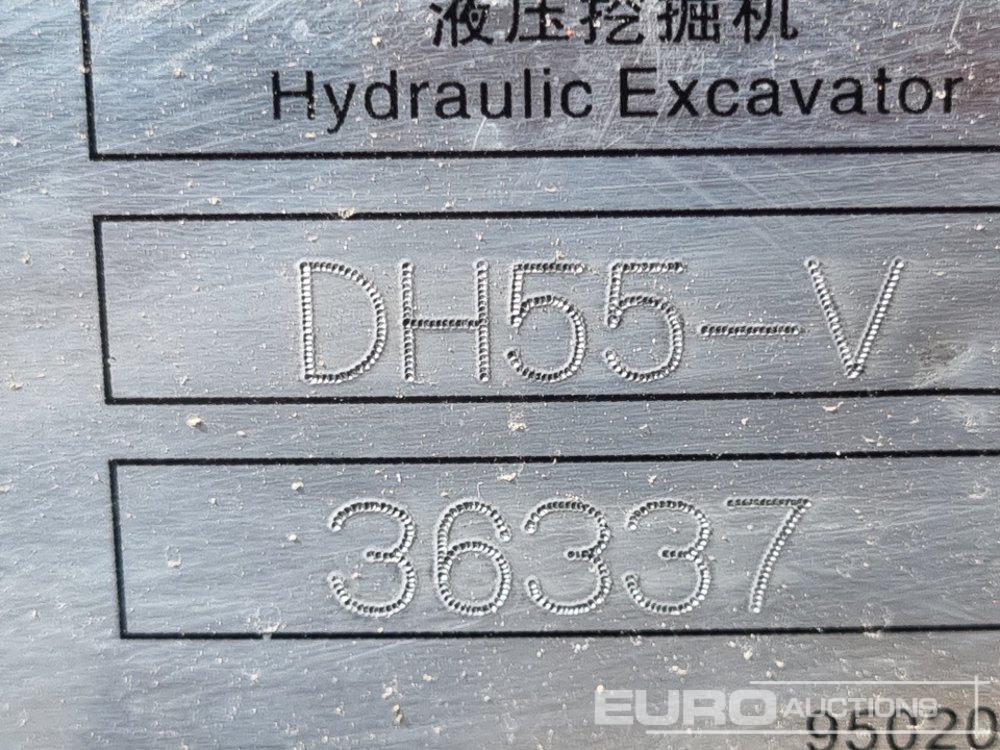 液压挖掘机
Hydraulic Excavator
DH55-V
36337
EURO AUCTIONS
95020